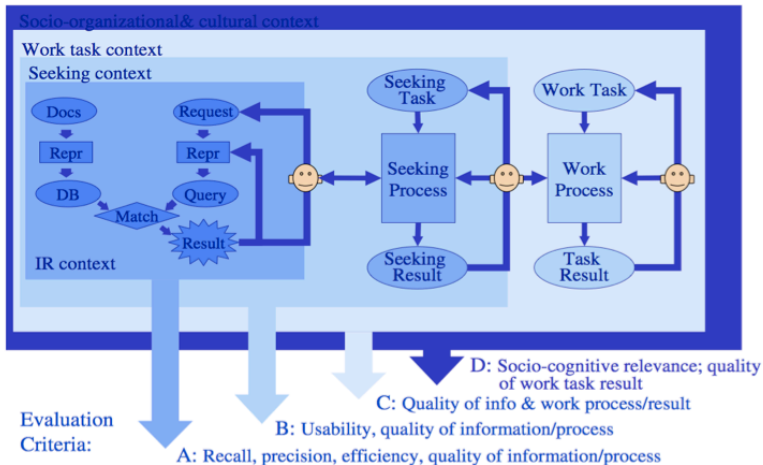 Socio-organizational& cultural context
Work task context
Seeking context
Docs
Request
Repr
Repr
DB
Query
Match
Result
IR context
Seeking
Task
Seeking
Process
Seeking
Result
Work Task
Work
Process
Task
Result
D: Socio-cognitive relevance; quality
of work task result
C: Quality of info & work process/result
Evaluation
Criteria:
B: Usability, quality of information/process
A: Recall, precision, efficiency, quality of information/process